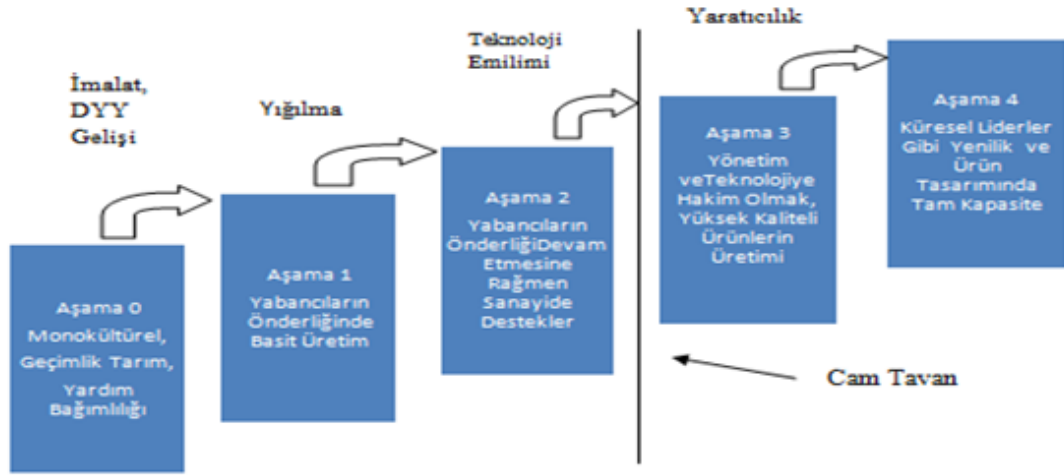 İmalat,
DYY
Gelişi
Yığılma
Teknoloji
Emilimi
Yaratıcılık
Aşama 0
Monokültürel,
Geçimlik Tarım,
Yardım
Bağımlılığı
Aşama 1
Yabancıların
Önderliğinde
Basit Üretim
Aşama 2
Yabancıların
ÖnderliğiDevam
Etmesine
Rağmen
Sanayide
Destekler
Aşama 3
Yönetim
veTeknolojiye
Hakim Olmak,
Yüksek Kaliteli
Ürünlerin
Üretimi
Aşama 4
Küresel Liderler
Gibi Yenilik ve
Ürün
Tasarımında
Tam Kapasite
Cam Tavan